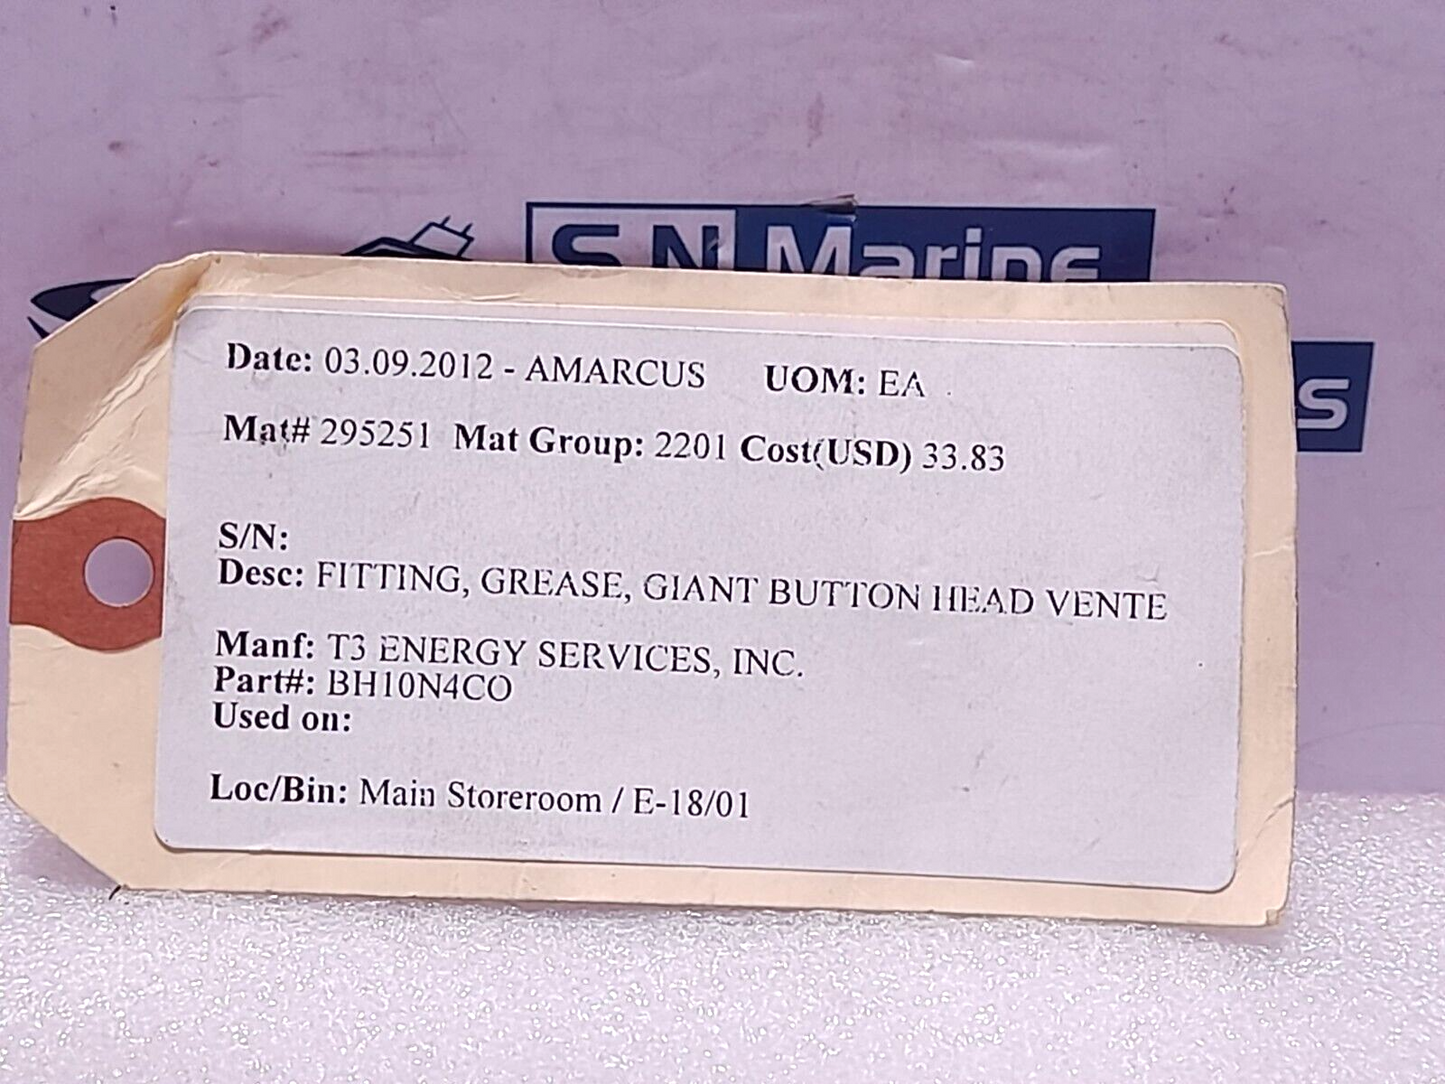 SN Marine
s
Date: 03.09.2012 - AMARCUS UOM: EA
Mat# 295251 Mat Group: 2201 Cost(USD) 33.83
S/N:
Desc: FITTING, GREASE, GIANT BUTTON HEAD VENTE
Manf: T3 ENERGY SERVICES, INC.
Part#: BH10N4CO
Used on:
Loc/Bin: Main Storeroom / E-18/01